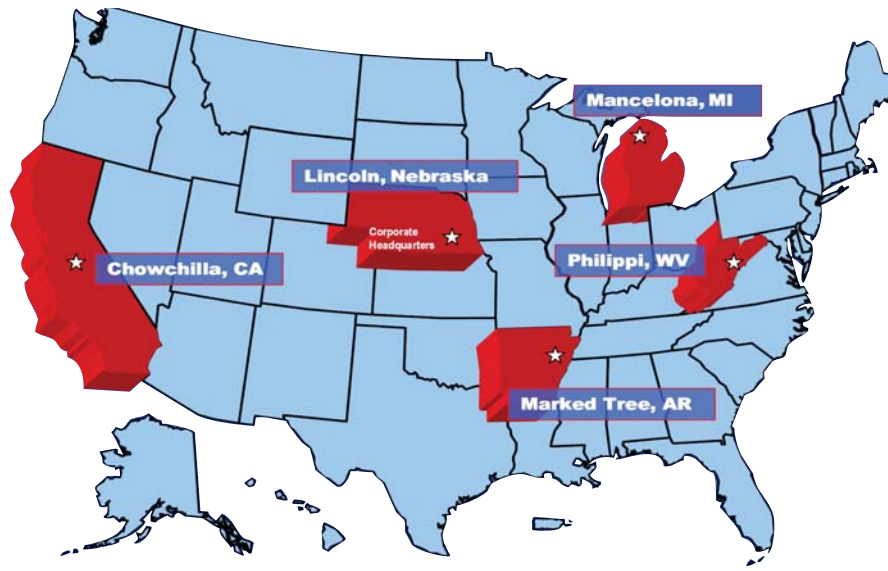 Mancelona, MI
Lincoln, Nebraska
Corporate
Headquarters
Philippi, WV
Chowchilla, CA
Marked Tree, AR